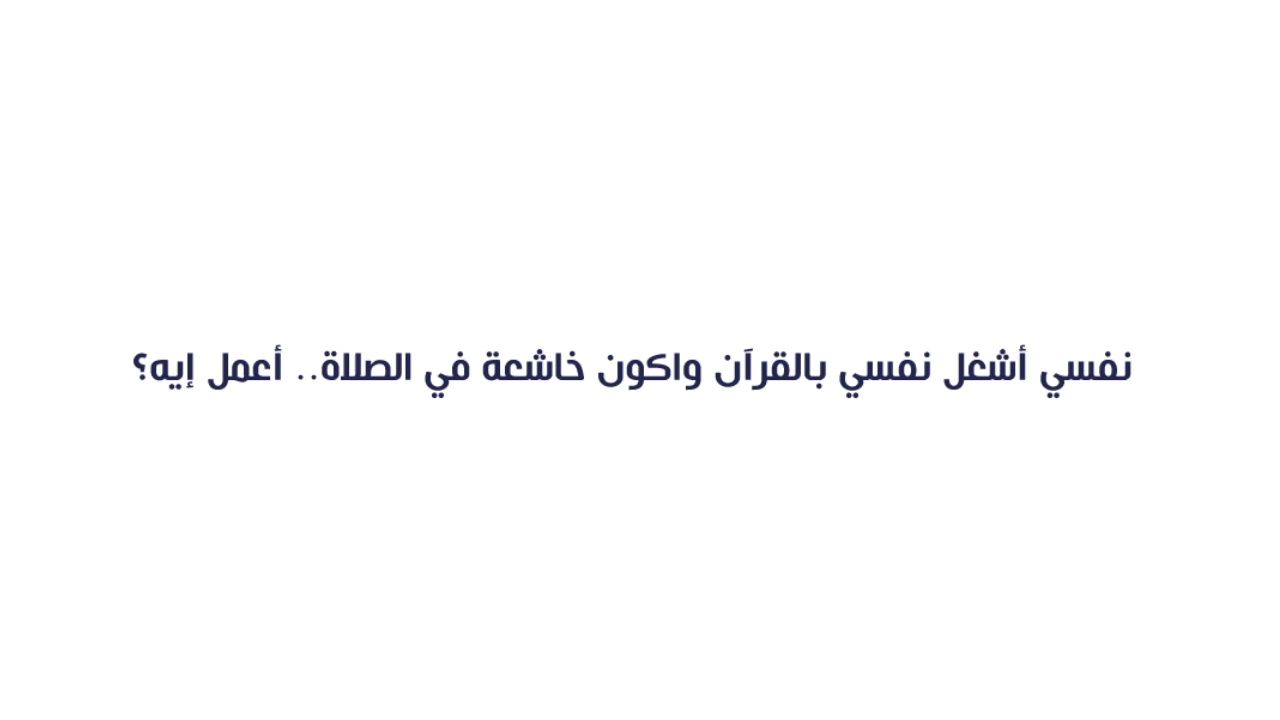 نفسي أشغل نفسي بالقرآن واكون خاشعة في الصلاة.. أعمل إيه؟